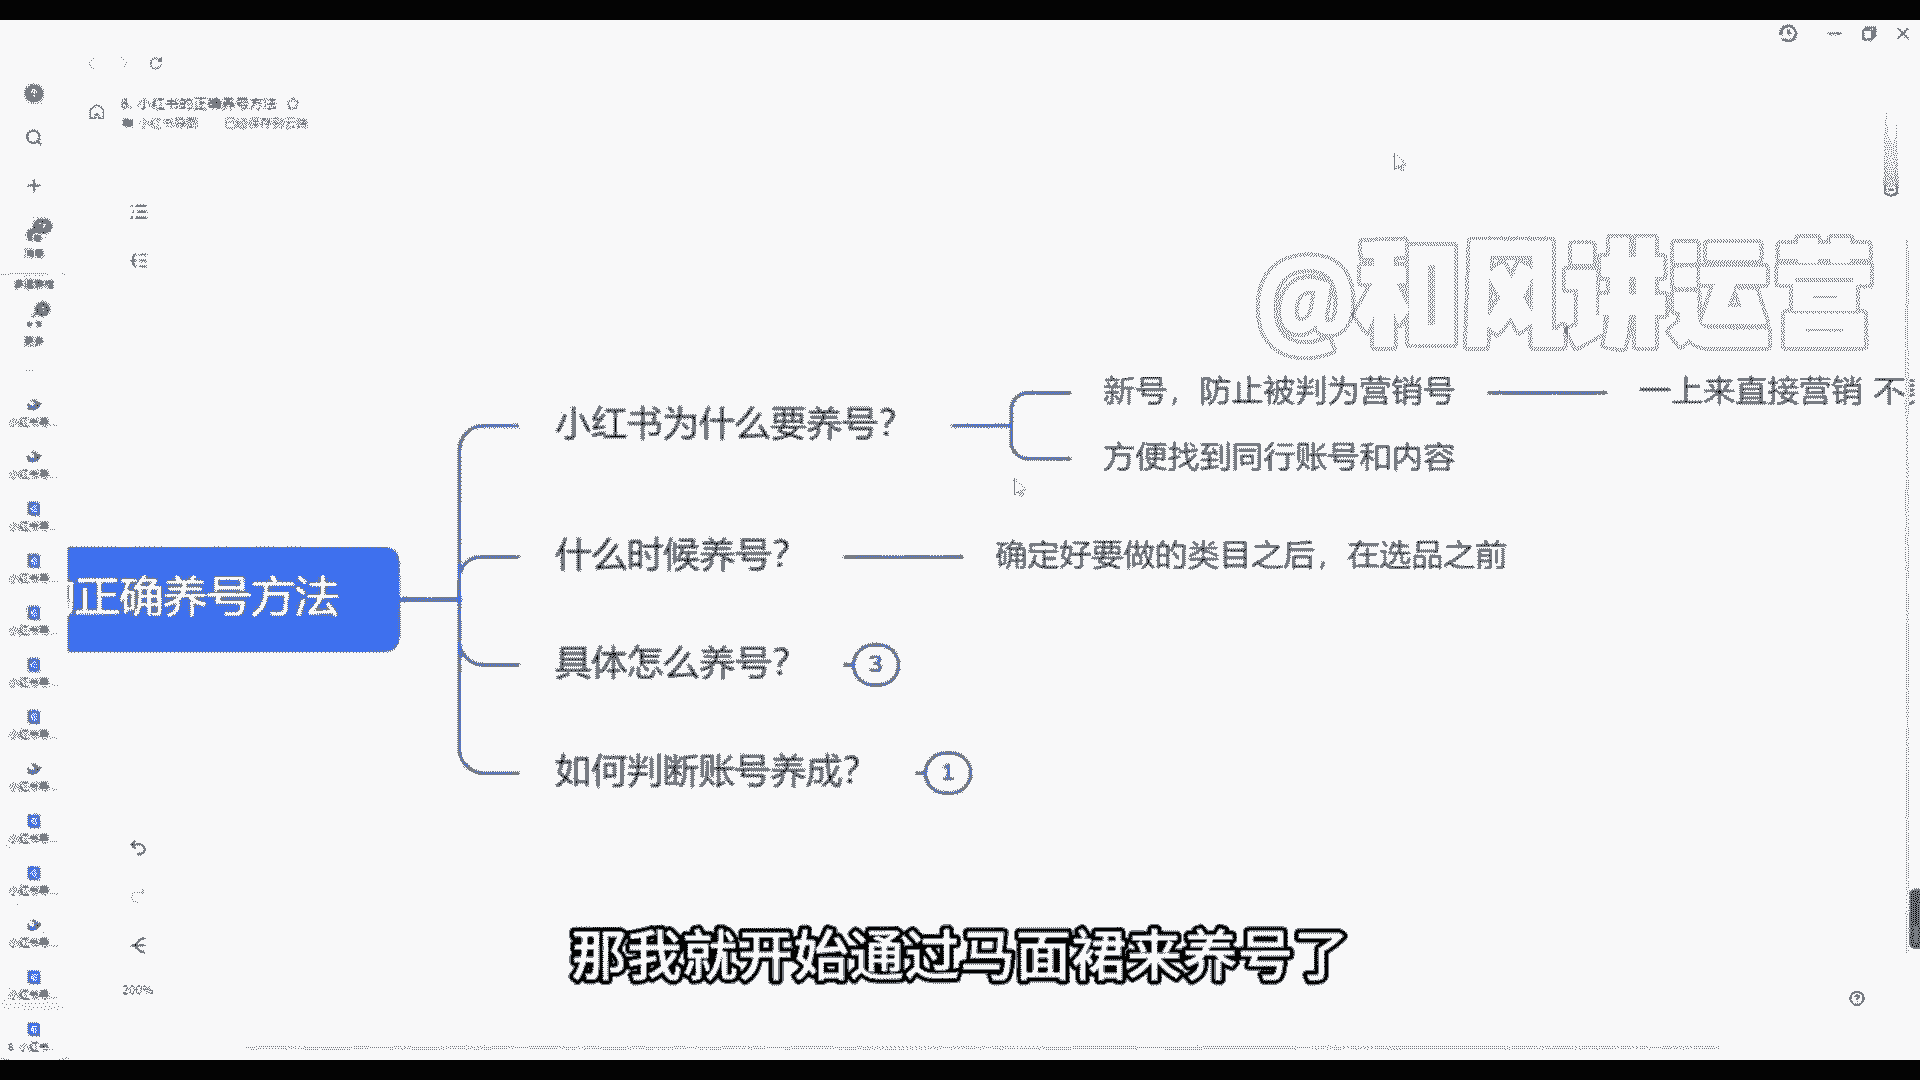 8. 小红书的正确养号方法
@和风讲运营
新号，防止被判为营销号
一上来直接营销 不
小红书为什么要养号？
方便找到同行账号和内容
什么时候养号？
确定好要做的类目之后，在选品之前
正确养号方法
具体怎么养号？
3
如何判断账号养成？
1
那我就开始通过马面裙来养号了
200%